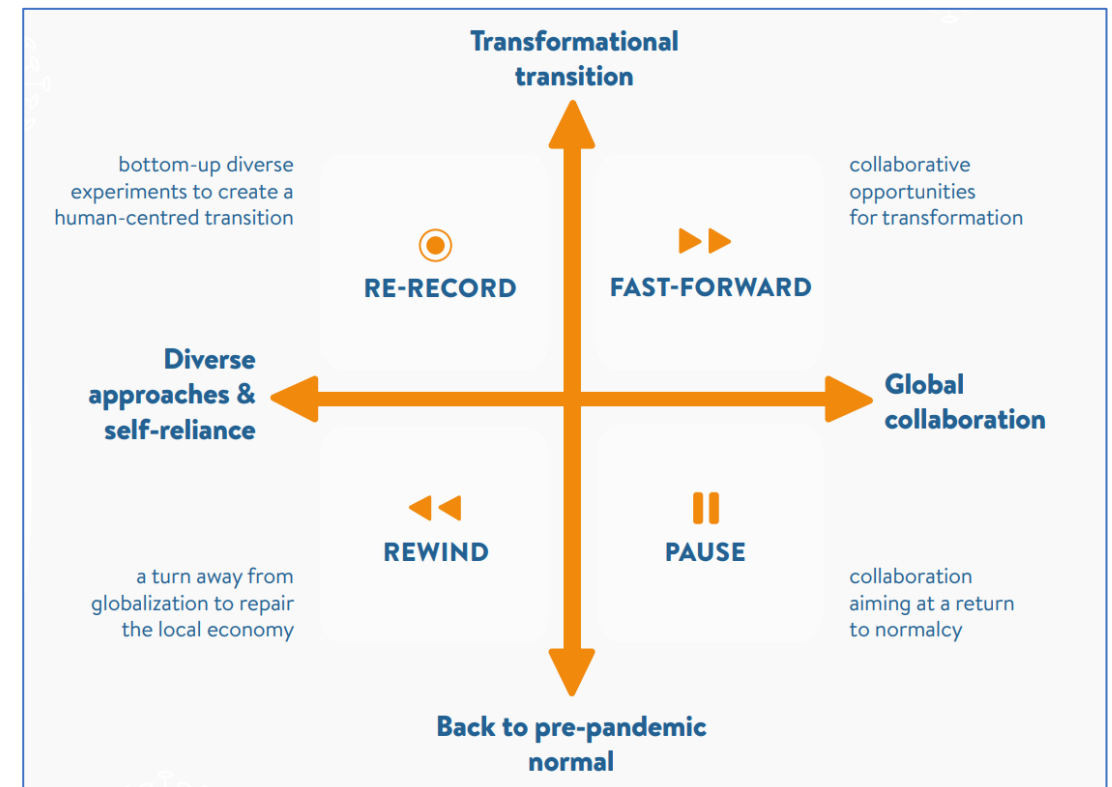 Transformational
transition
bottom-up diverse
experiments to create a
human-centred transition
collaborative
opportunities
for transformation
RE-RECORD
FAST-FORWARD
Diverse
approaches &
self-reliance
Global
collaboration
REWIND
PAUSE
a turn away from
globalization to repair
the local economy
collaboration
aiming at a return
to normalcy
Back to pre-pandemic
normal